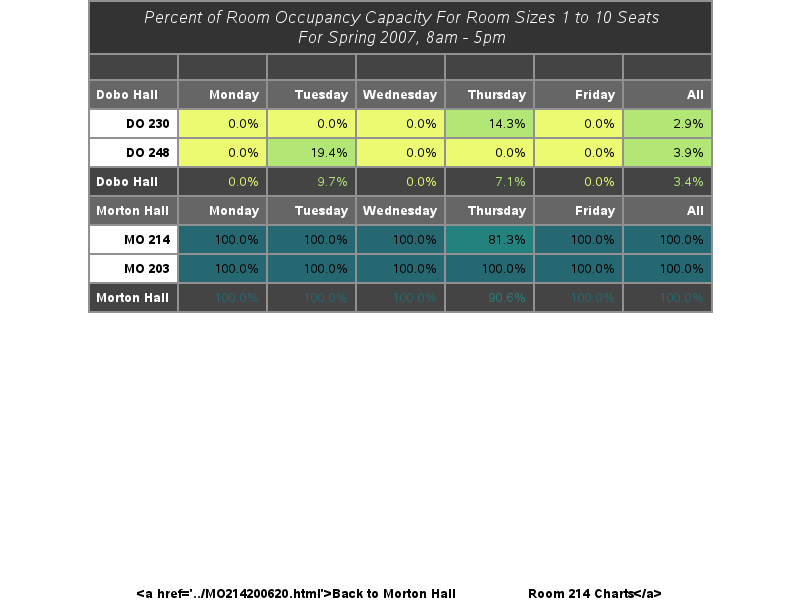 Percent of Room Occupancy Capacity For Room Sizes 1 to 10 Seats
For Spring 2007, 8am - 5pm
Dobo Hall Monday Tuesday Wednesday Thursday Friday All
DO 230 0.0% 0.0% 0.0% 14.3% 0.0% 2.9%
DO 248 0.0% 19.4% 0.0% 0.0% 0.0% 3.9%
Dobo Hall 0.0% 9.7% 0.0% 7.1% 0.0% 3.4%
Morton Hall Monday Tuesday Wednesday Thursday Friday All
MO 214 100.0% 100.0% 100.0% 81.3% 100.0% 100.0%
MO 203 100.0% 100.0% 100.0% 100.0% 100.0% 100.0%
Morton Hall 100.0% 100.0% 100.0% 90.6% 100.0% 100.0%
<a href='../MO214200620.html'>Back to Morton Hall Room 214 Charts</a>